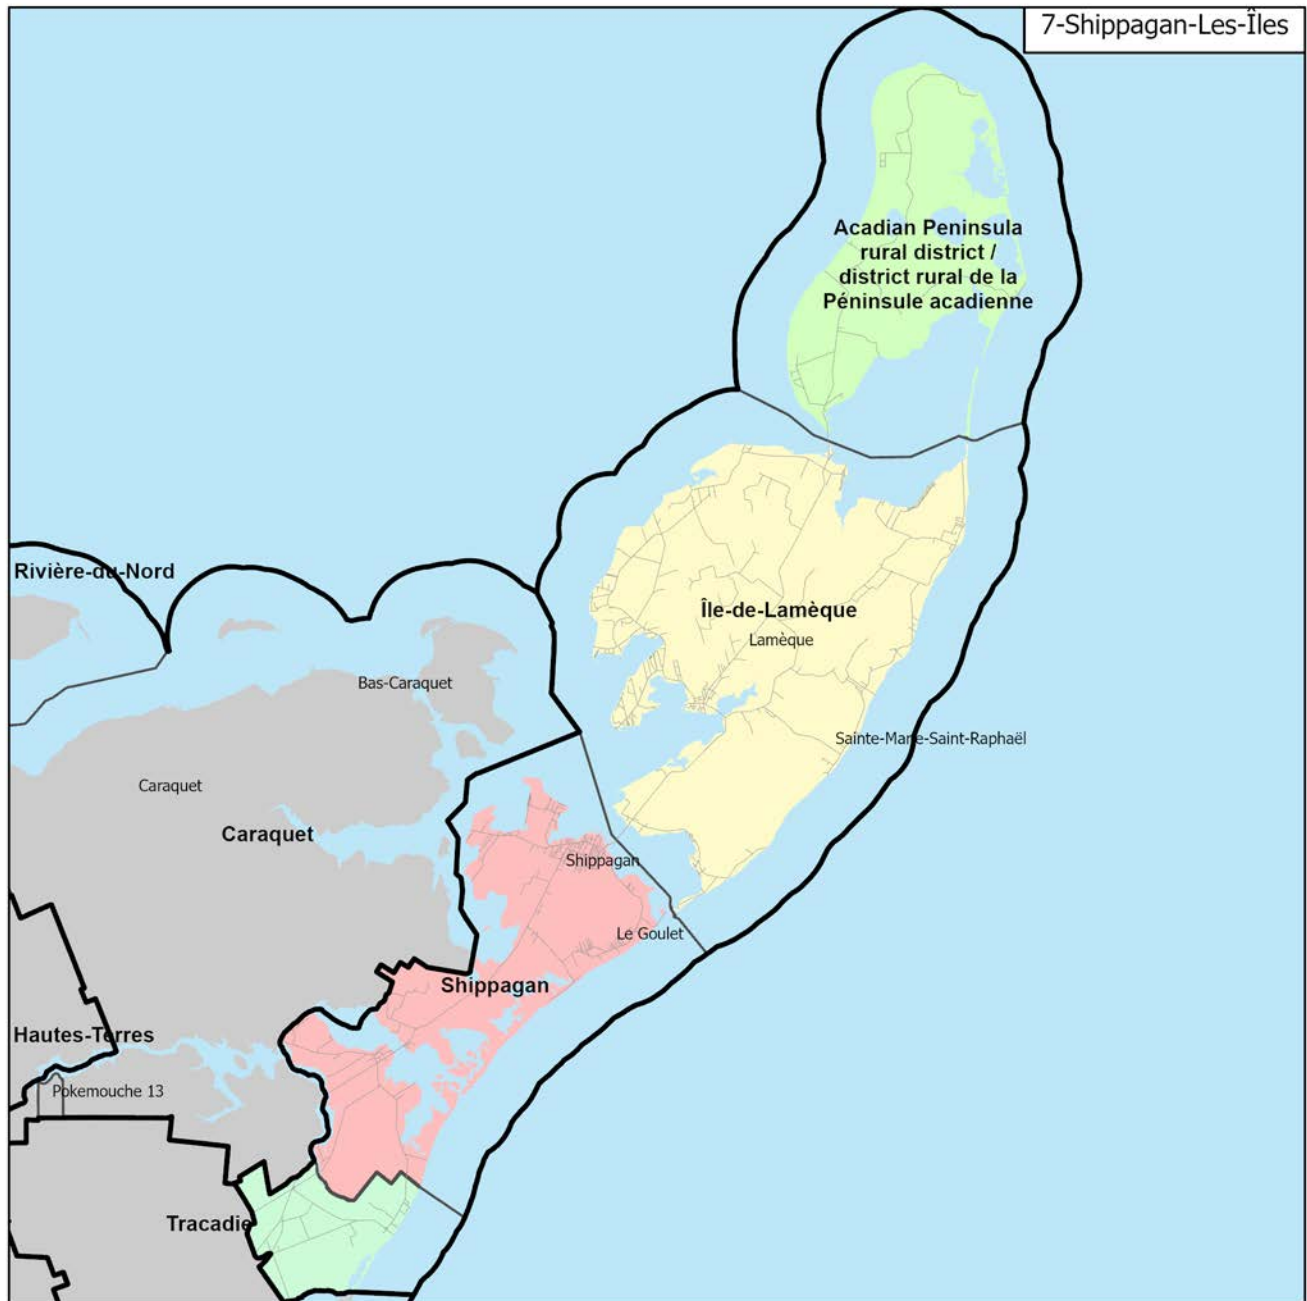 7-Shippagan-Les-Îles
Acadian Peninsula
rural district /
district rural de la
Péninsule acadienne
Rivière-du-Nord
Île-de-Lamèque
Lamèque
Bas-Caraquet
Sainte-Marie-Saint-Raphaël
Caraquet
Caraquet
Shippagan
Le Goulet
Shippagan
Hautes-Terres
Pokemouche 13
Tracadie